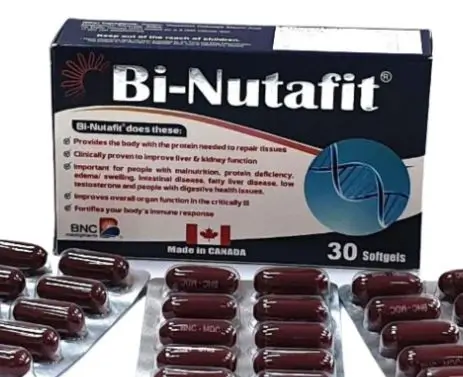 Keep out of the reach of children.
Bi-Nutafit®
Bi-Nutafit® does these:
Provides the body with the protein needed to repair tissues
Clinically proven to improve liver & kidney function
Important for people with malnutrition, protein deficiency,
edema/ swelling, intestinal disease, fatty liver disease, low
testosterone and people with digestive health issues.
Improves overall organ function in the critically ill
Fortifies your body's immune response
BNC
Made in CANADA
30 Softgels
BNC - MDC